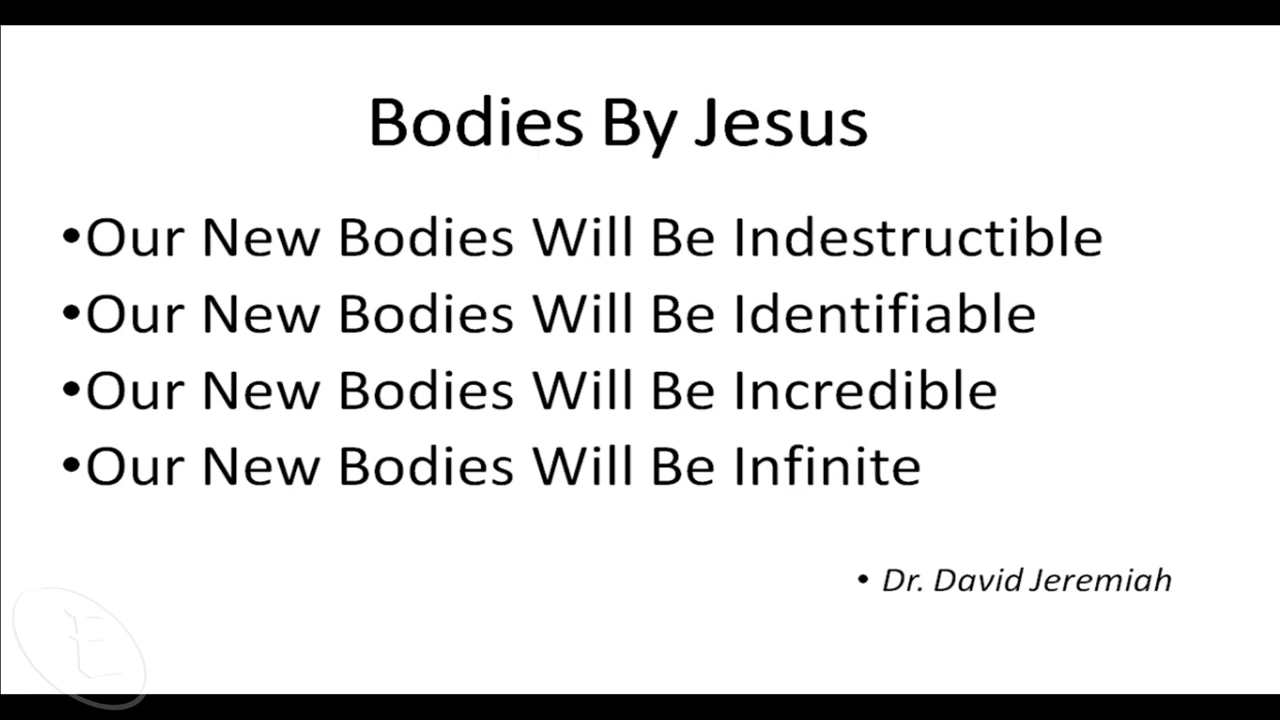 Bodies By Jesus
•Our New Bodies Will Be Indestructible
•Our New Bodies Will Be Identifiable
•Our New Bodies Will Be Incredible
•Our New Bodies Will Be Infinite
• Dr. David Jeremiah